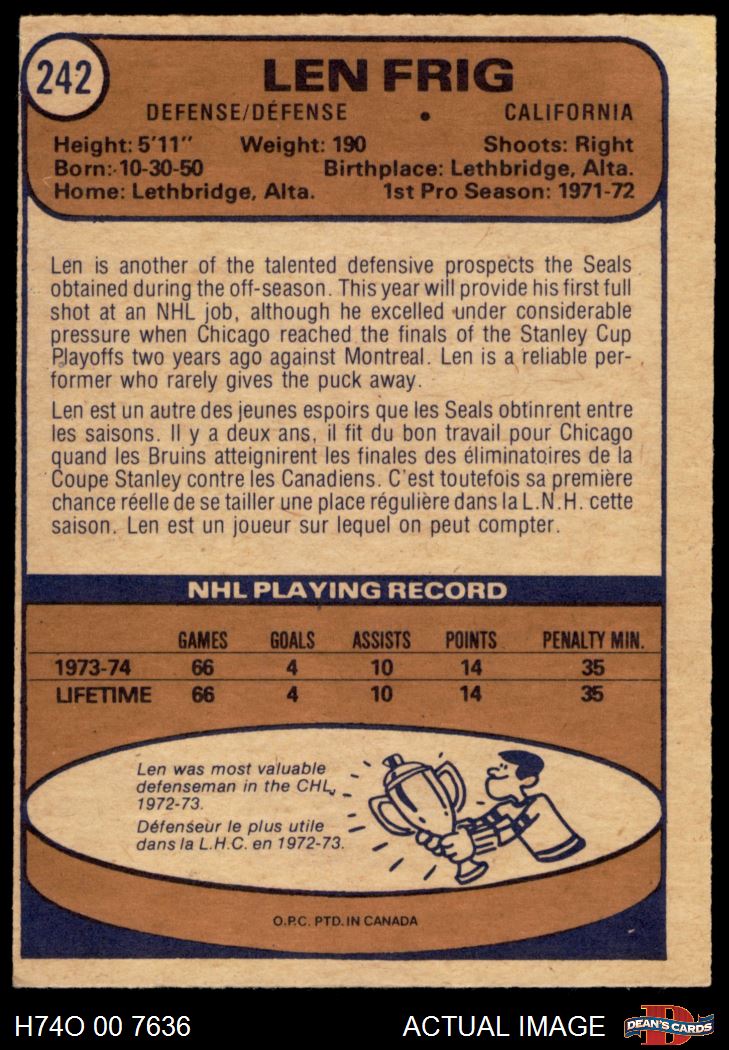 242
LEN FRIG
DEFENSE/DÉFENSE • CALIFORNIA
Height: 5'11" Weight: 190 Shoots: Right
Born: 10-30-50 Birthplace: Lethbridge, Alta.
Home: Lethbridge, Alta. 1st Pro Season: 1971-72
Len is another of the talented defensive prospects the Seals
obtained during the off-season. This year will provide his first full
shot at an NHL job, although he excelled under considerable
pressure when Chicago reached the finals of the Stanley Cup
Playoffs two years ago against Montreal. Len is a reliable per-
former who rarely gives the puck away.
Len est un autre des jeunes espoirs que les Seals obtinrent entre
les saisons. Il y a deux ans, il fit du bon travail pour Chicago
quand les Bruins atteignirent les finales des éliminatoires de la
Coupe Stanley contre les Canadiens. C'est toutefois sa première
chance réelle de se tailler une place régulière dans la L.N.H. cette
saison. Len est un joueur sur lequel on peut compter.
NHL PLAYING RECORD
GAMES GOALS ASSISTS POINTS PENALTY MIN.
1973-74 66 4 10 14 35
LIFETIME 66 4 10 14 35
Len was most valuable
defenseman in the CHL,
1972-73.
Défenseur le plus utile
dans la L.H.C. en 1972-73.
O.P.C. PTD. IN CANADA
H74O 00 7636 ACTUAL IMAGE
D
DEAN'S CARDS